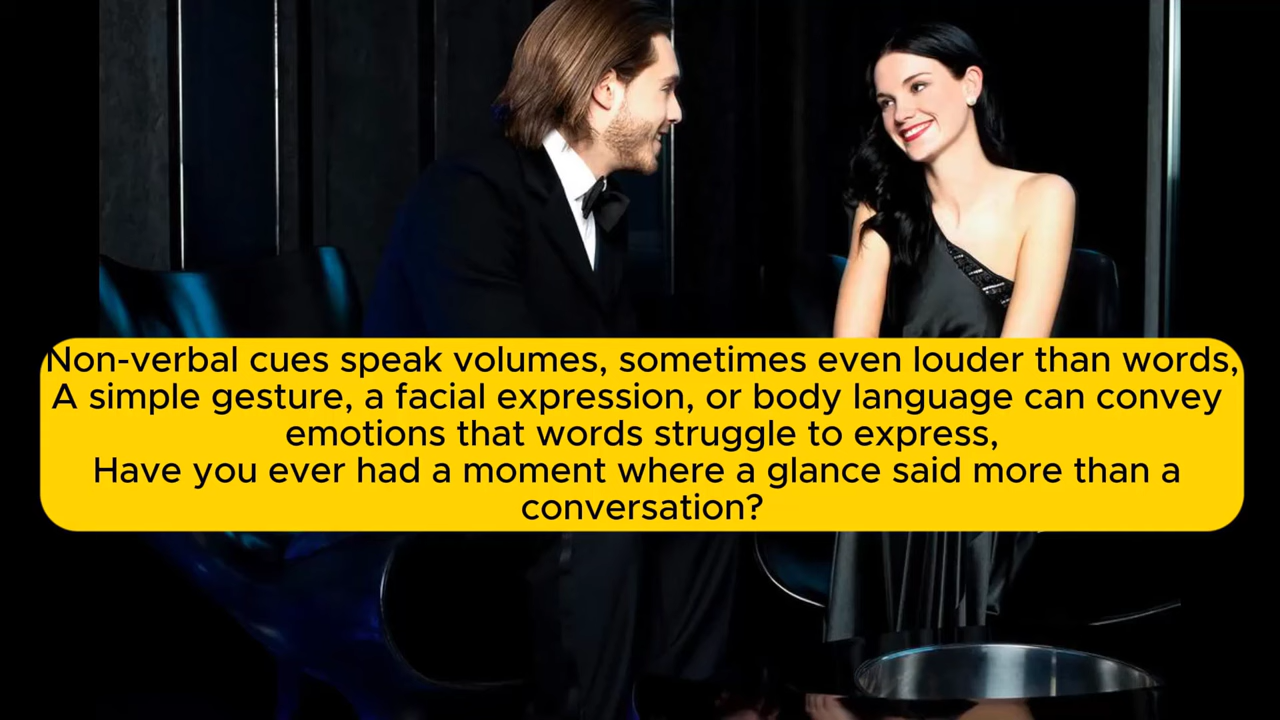 Non-verbal cues speak volumes, sometimes even louder than words,
A simple gesture, a facial expression, or body language can convey
emotions that words struggle to express,
Have you ever had a moment where a glance said more than a
conversation?